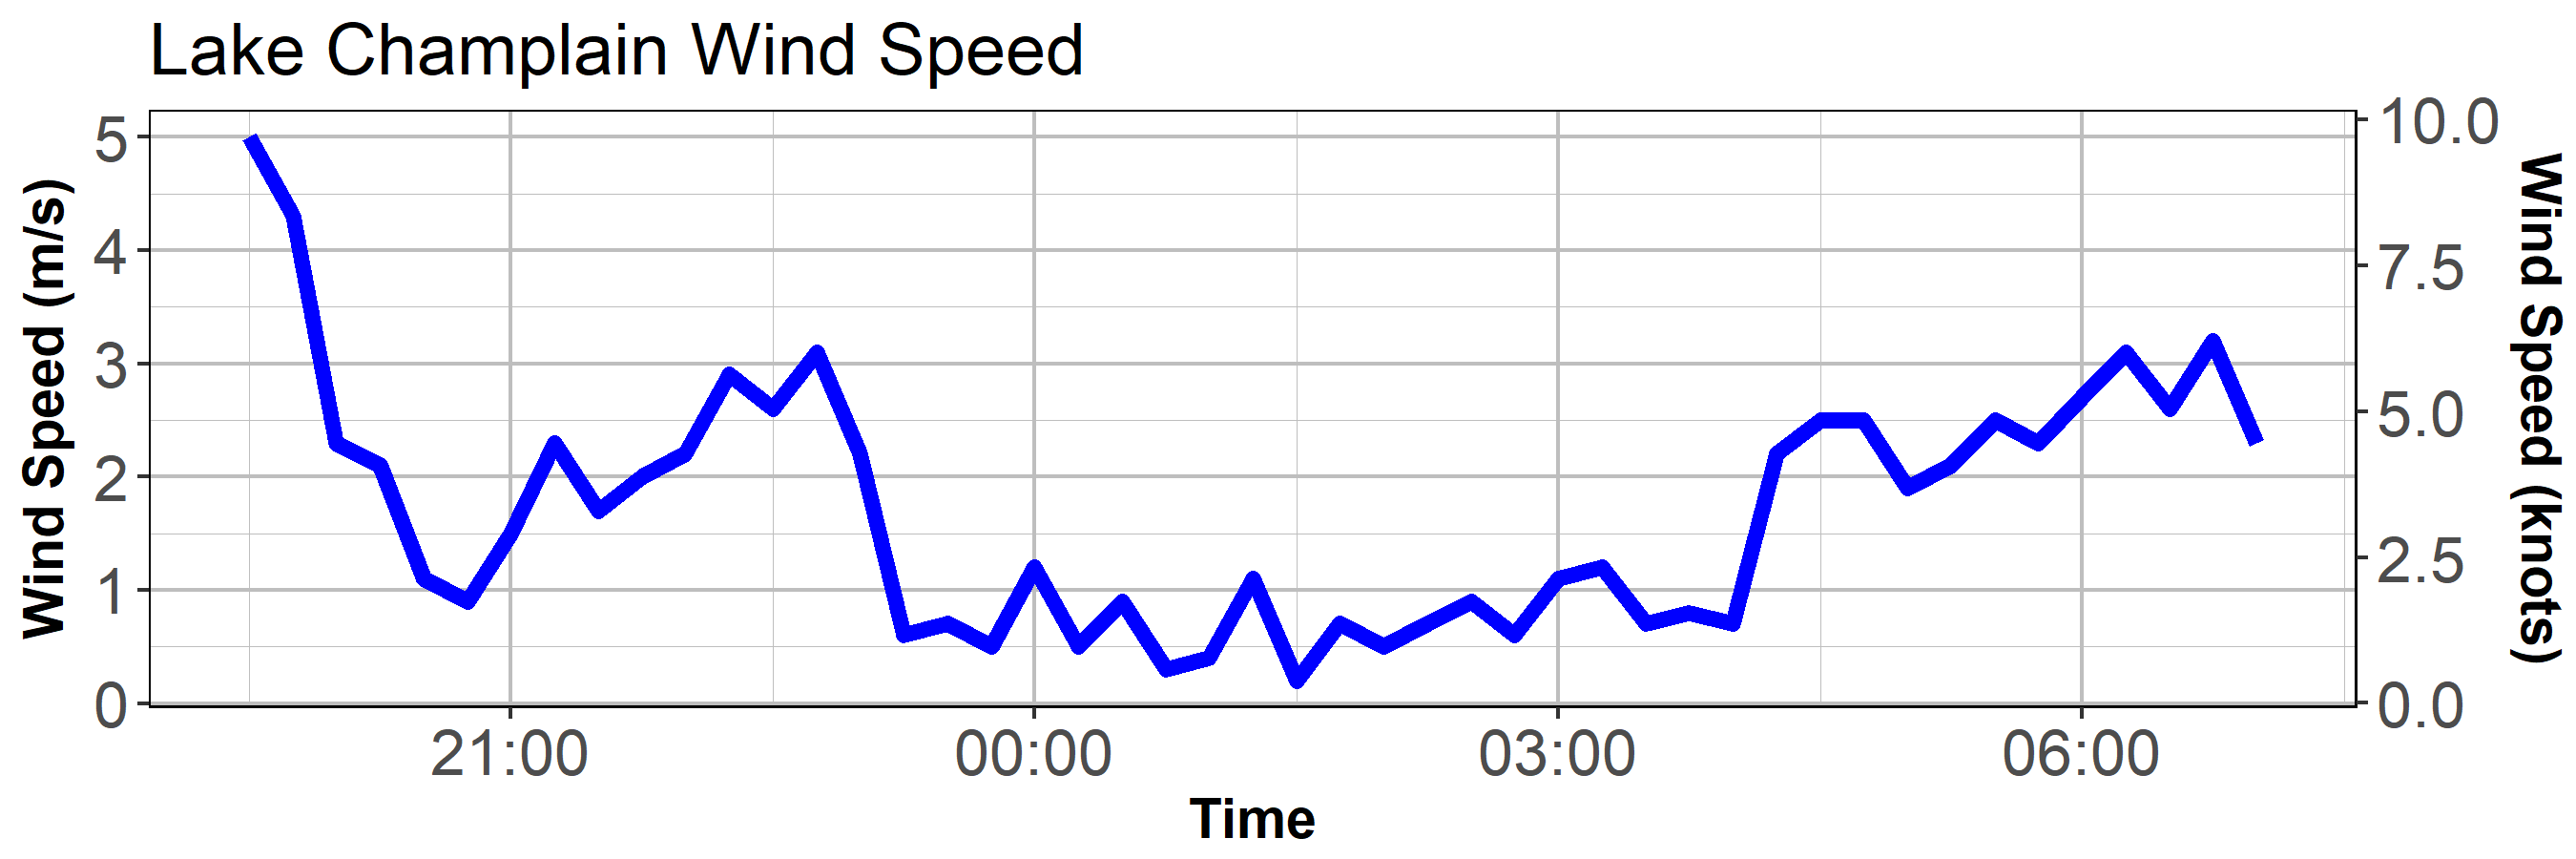 Lake Champlain Wind Speed
Wind Speed (m/s)
5
4
3
2
1
0
10.0
7.5
5.0
2.5
0.0
Wind Speed (knots)
21:00 00:00 03:00 06:00
Time